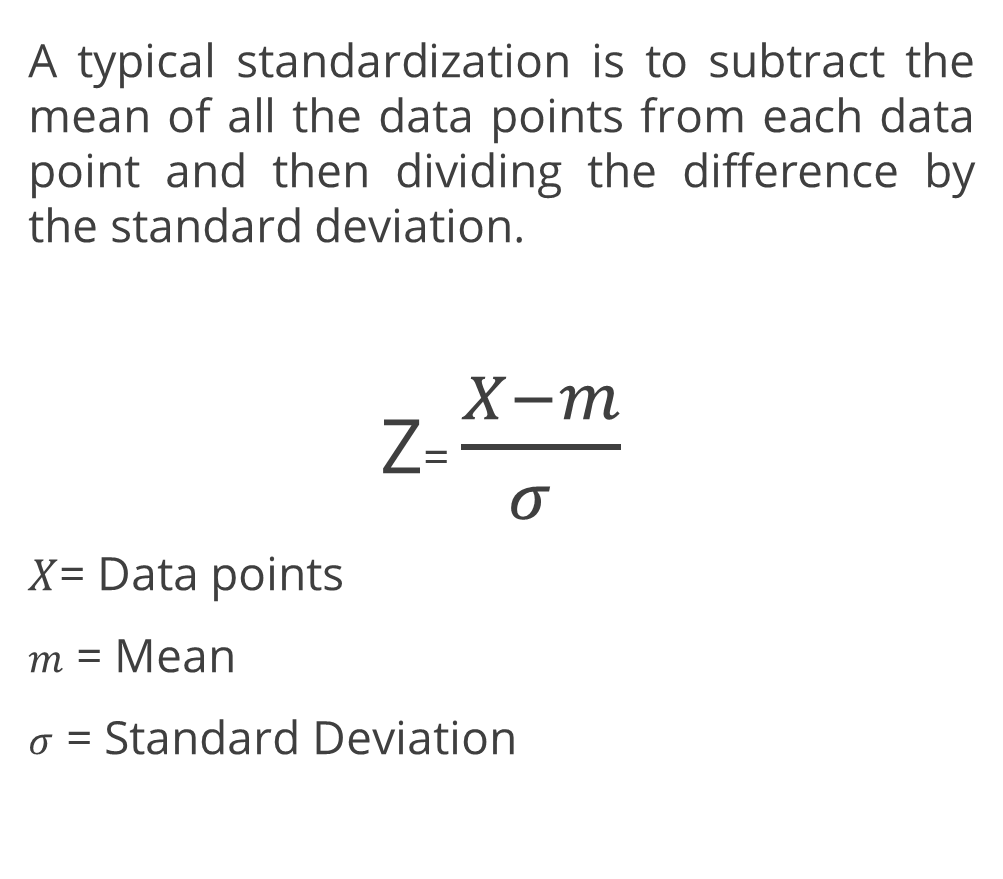 A typical standardization is to subtract the
mean of all the data points from each data
point and then dividing the difference by
the standard deviation.
Z= X−m
σ
X= Data points
m = Mean
σ = Standard Deviation